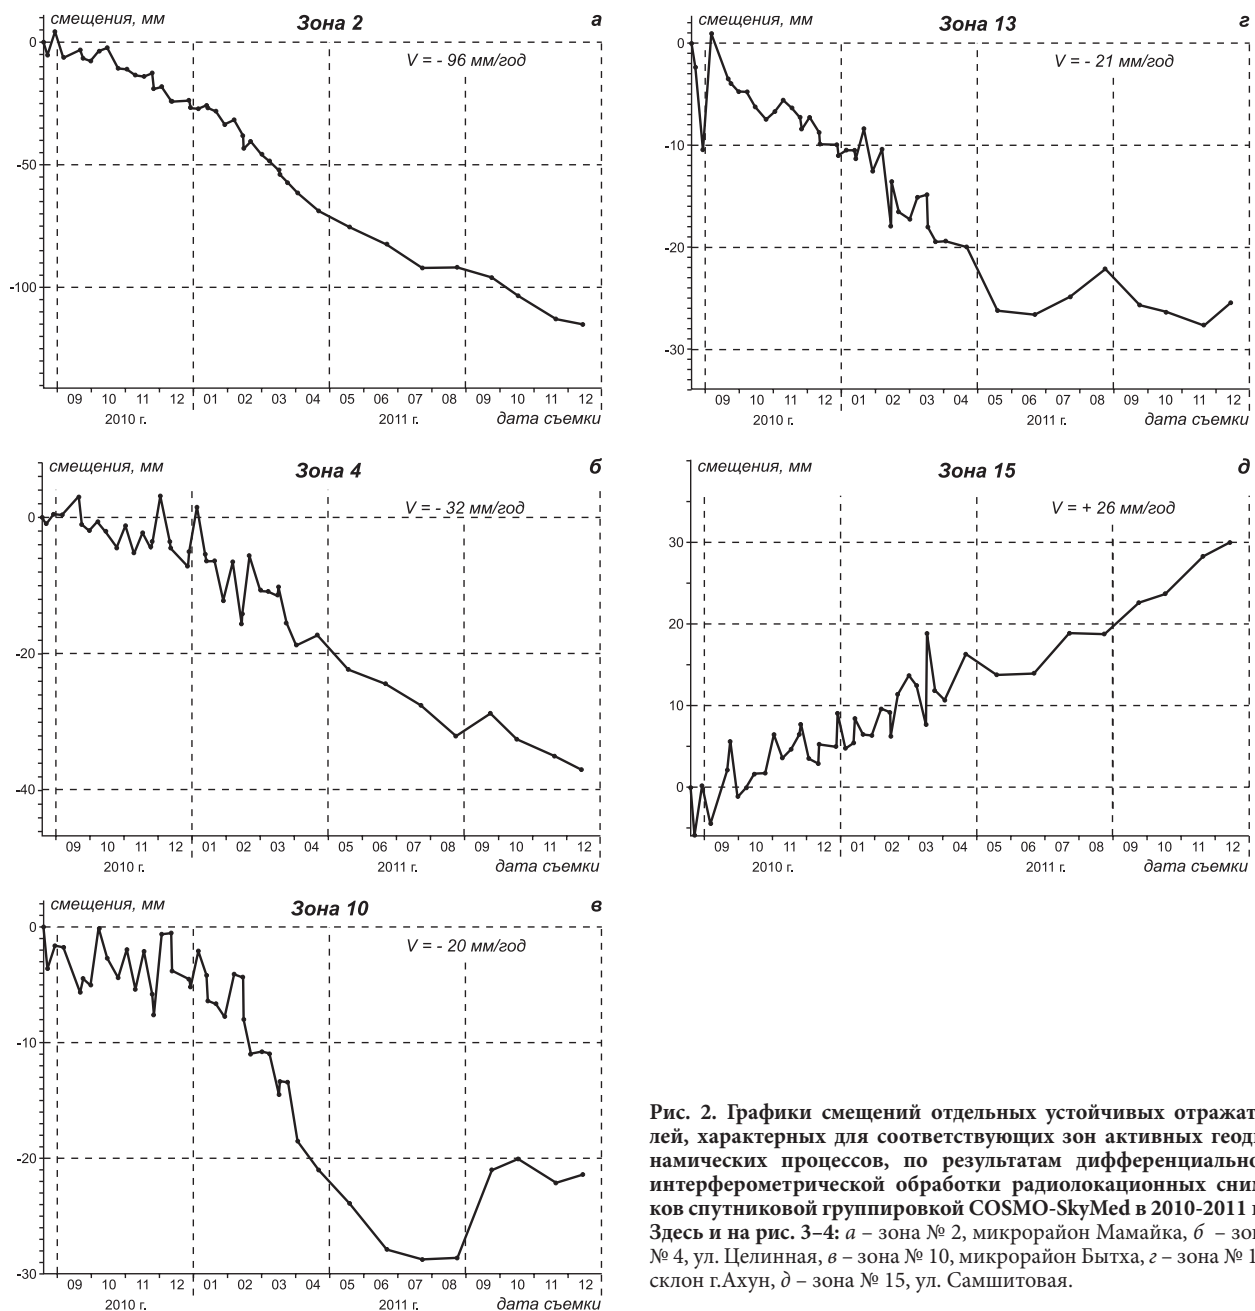 смещения, мм
Зона 2
а
V = - 96 мм/год
0
-50
-100
09 10 11 12 01 02 03 04 05 06 07 08 09 10 11 12
2010 г. 2011 г. дата съемки
смещения, мм
Зона 13
г
V = - 21 мм/год
0
-10
-20
-30
09 10 11 12 01 02 03 04 05 06 07 08 09 10 11 12
2010 г. 2011 г. дата съемки
смещения, мм
Зона 4
б
V = - 32 мм/год
0
-20
-40
09 10 11 12 01 02 03 04 05 06 07 08 09 10 11 12
2010 г. 2011 г. дата съемки
смещения, мм
Зона 15
д
V = + 26 мм/год
30
20
10
0
09 10 11 12 01 02 03 04 05 06 07 08 09 10 11 12
2010 г. 2011 г. дата съемки
смещения, мм
Зона 10
в
V = - 20 мм/год
0
-10
-20
-30
09 10 11 12 01 02 03 04 05 06 07 08 09 10 11 12
2010 г. 2011 г. дата съемки
Рис. 2. Графики смещений отдельных устойчивых отражат
лей, характерных для соответствующих зон активных геоди
намических процессов, по результатам дифференциально
интерферометрической обработки радиолокационных сним
ков спутниковой группировкой COSMO-SkyMed в 2010-2011 г
Здесь и на рис. 3–4: а – зона № 2, микрорайон Мамайка, б – зон
№ 4, ул. Целинная, в – зона № 10, микрорайон Бытха, г – зона № 1
склон г.Ахун, д – зона № 15, ул. Самшитовая.